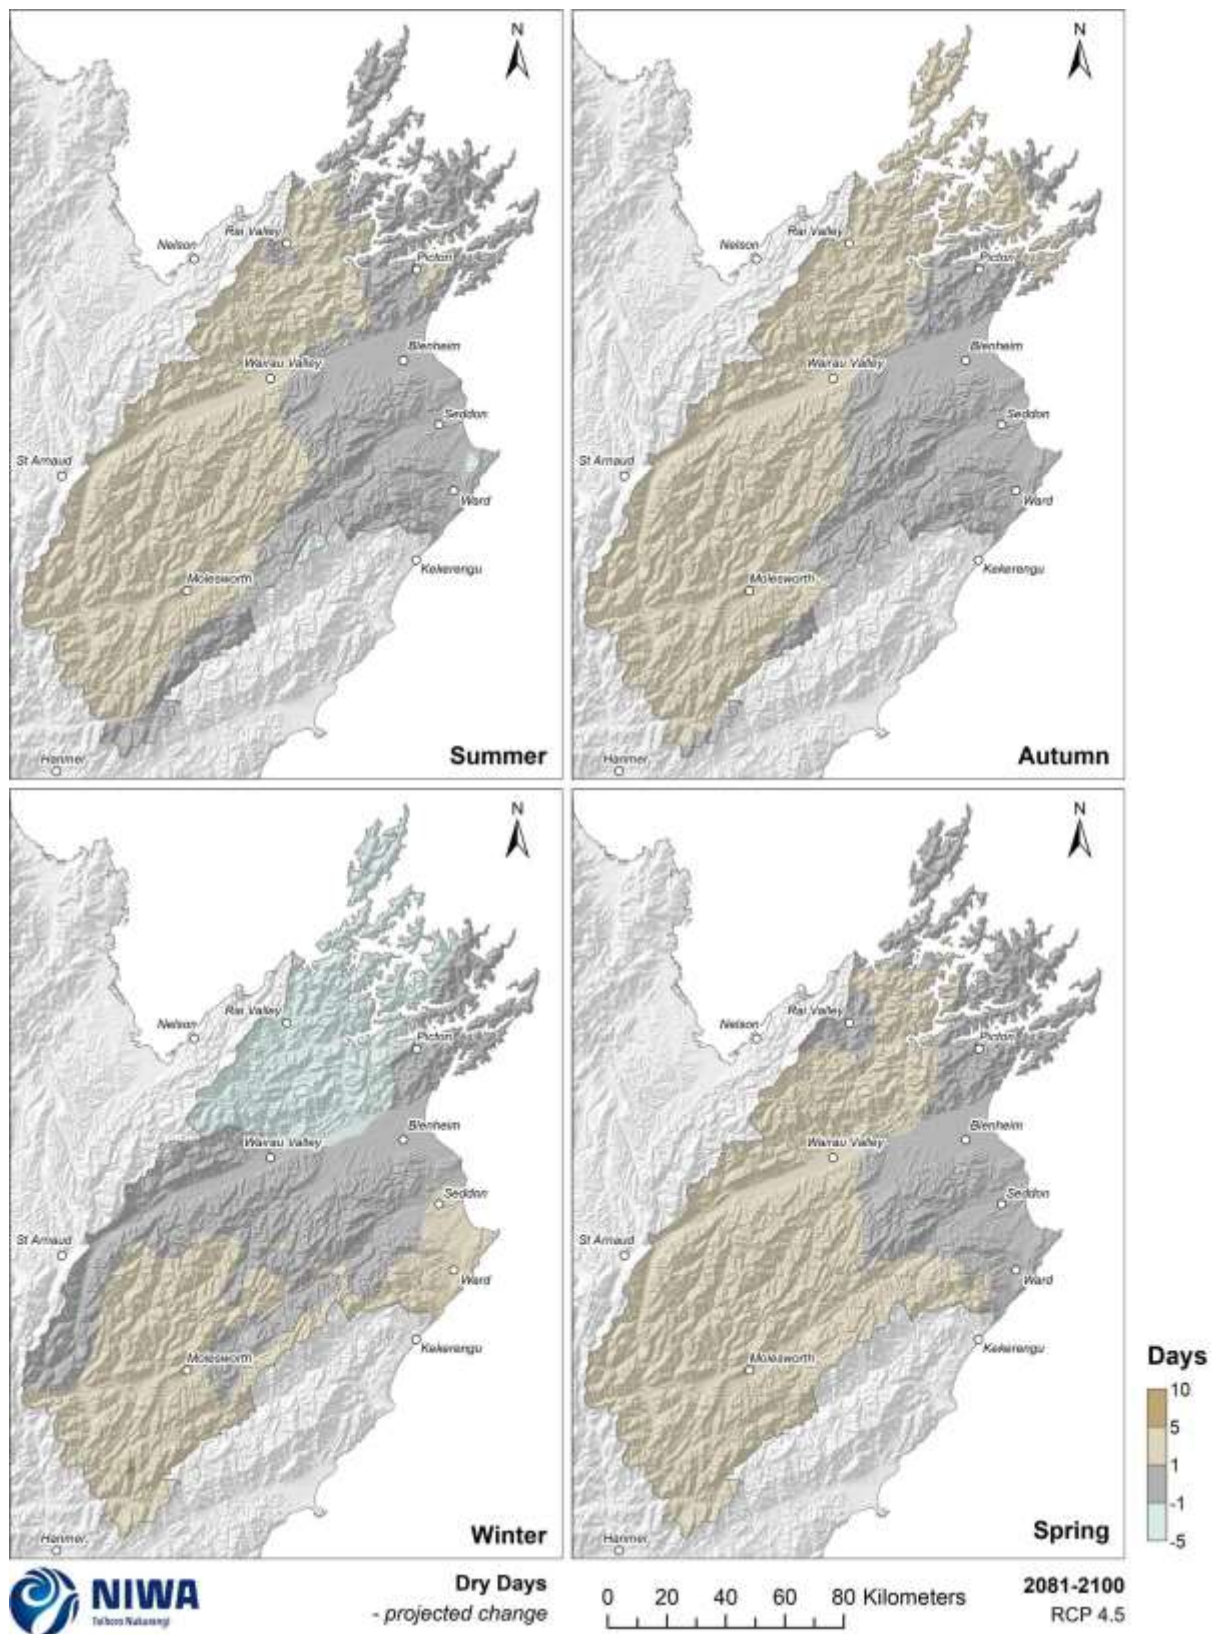 N
Rai Valley
Nelson
Picton
Blenheim
Wairau Valley
Seddon
St Arnaud
Ward
Kekerengu
Molesworth
Hanmer
Summer
N
Rai Valley
Nelson
Picton
Blenheim
Wairau Valley
Seddon
St Arnaud
Ward
Kekerengu
Molesworth
Hanmer
Autumn
N
Rai Valley
Nelson
Picton
Blenheim
Wairau Valley
Seddon
St Arnaud
Ward
Kekerengu
Molesworth
Hanmer
Winter
N
Rai Valley
Nelson
Picton
Blenheim
Wairau Valley
Seddon
St Arnaud
Ward
Kekerengu
Molesworth
Hanmer
Spring
Days
10
5
1
-1
-5
NIWA
Taihoro Nukurangi
Dry Days
- projected change
0 20 40 60 80 Kilometers
2081-2100
RCP 4.5